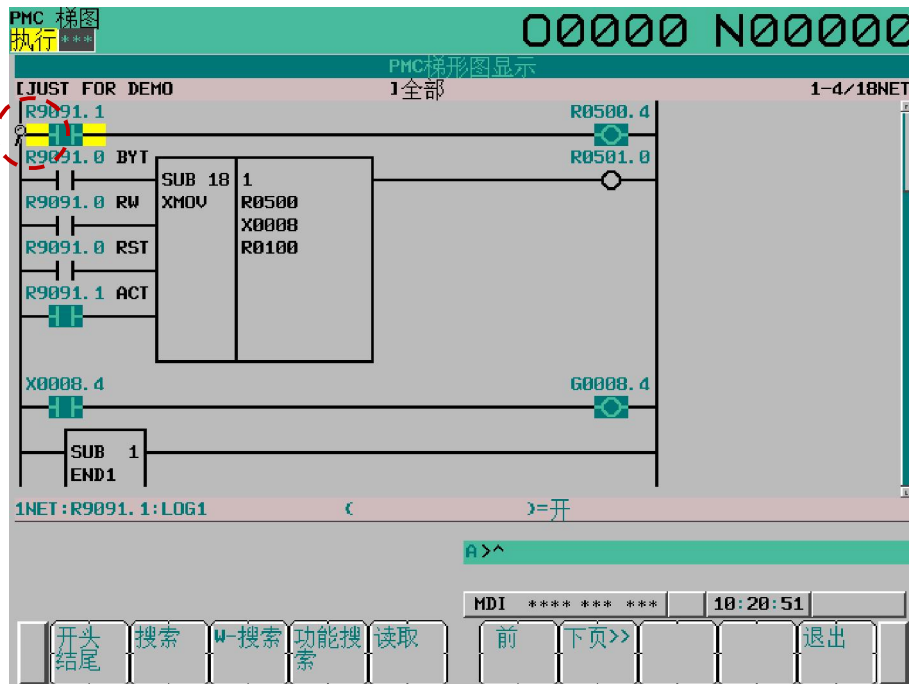 PMC 梯图
执行 ***
O0000 N00000
PMC梯形图显示
[JUST FOR DEMO ]全部 1-4/18NET
R9091.1 R0500.4
R9091.0 BYT R0501.0
SUB 18 1
R9091.0 RW XMOV R0500
X0008
R9091.0 RST R0100
R9091.1 ACT
X0008.4 G0008.4
SUB 1
END1
1NET:R9091.1:LOG1 ( )=开
A>^
MDI **** *** *** 10:20:51
开头 搜索 W-搜索 功能搜 读取 前 下页>> 退出
结尾 索